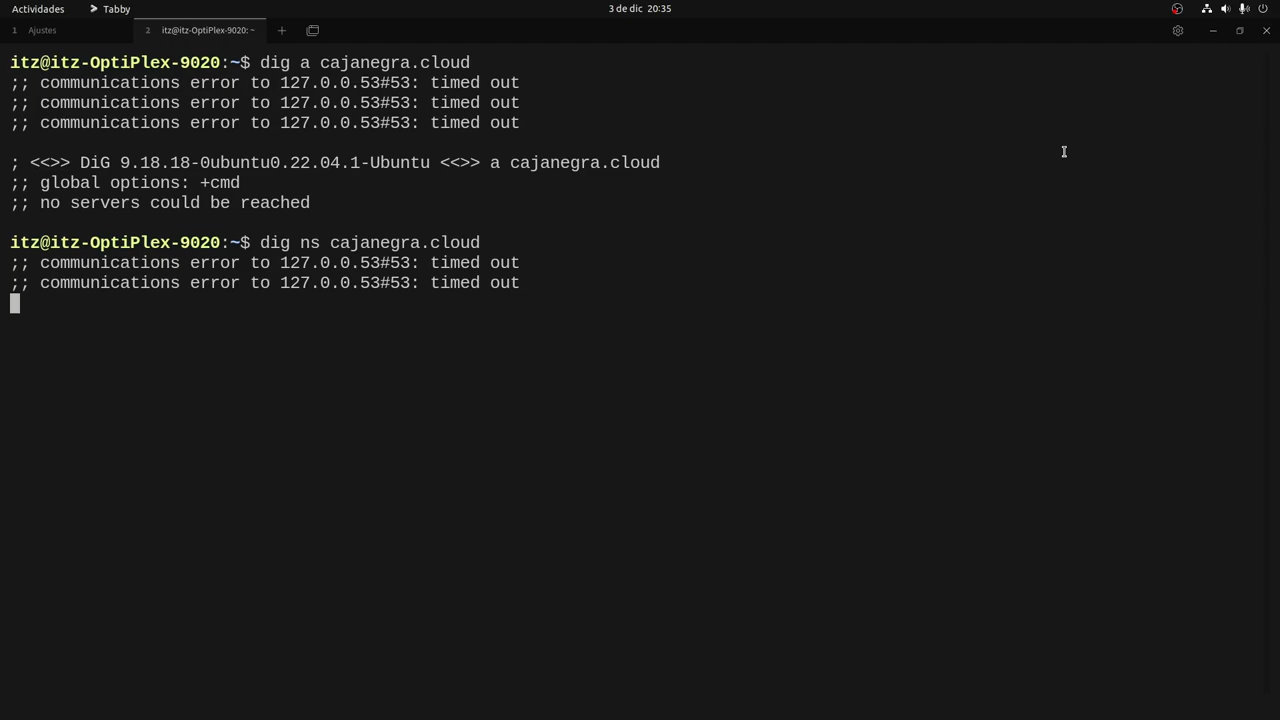 Actividades
Tabby
3 de dic 20:35
1 Ajustes
2 itz@itz-OptiPlex-9020: ~
itz@itz-OptiPlex-9020:~$ dig a cajanegra.cloud
;; communications error to 127.0.0.53#53: timed out
;; communications error to 127.0.0.53#53: timed out
;; communications error to 127.0.0.53#53: timed out
; <<>> DiG 9.18.18-0ubuntu0.22.04.1-Ubuntu <<>> a cajanegra.cloud
;; global options: +cmd
;; no servers could be reached
itz@itz-OptiPlex-9020:~$ dig ns cajanegra.cloud
;; communications error to 127.0.0.53#53: timed out
;; communications error to 127.0.0.53#53: timed out